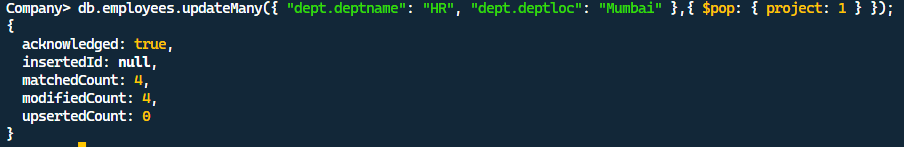 Company> db.employees.updateMany({ "dept.deptname": "HR", "dept.deptloc": "Mumbai" },{ $pop: { project: 1 } });
{
  acknowledged: true,
  insertedId: null,
  matchedCount: 4,
  modifiedCount: 4,
  upsertedCount: 0
}